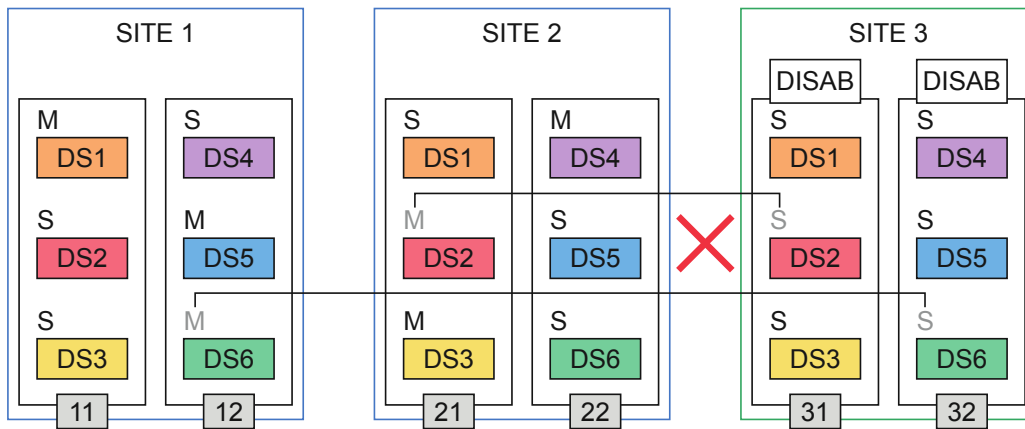 SITE 1
SITE 2
SITE 3
DISAB
DISAB
M
S
S
M
S
S
DS1
DS4
DS1
DS4
DS1
DS4
S
M
M
S
S
S
DS2
DS5
DS2
DS5
DS2
DS5
S
M
M
S
S
S
DS3
DS6
DS3
DS6
DS3
DS6
11
12
21
22
31
32